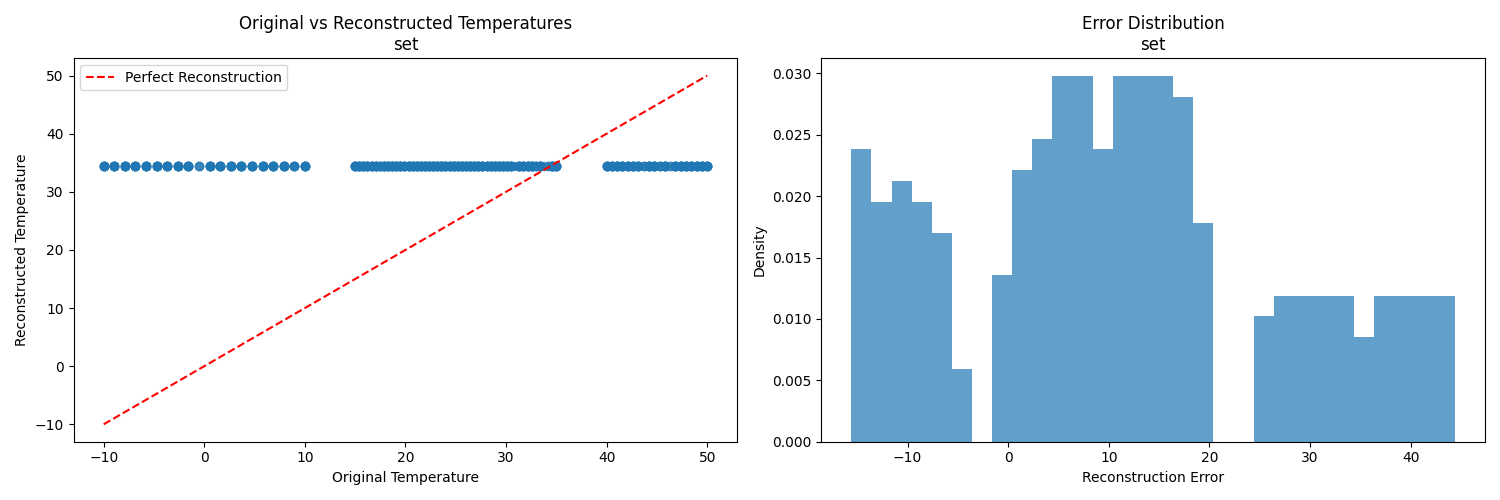 Original vs Reconstructed Temperatures
set
Perfect Reconstruction
50
40
30
20
10
0
−10
Reconstructed Temperature
−10 0 10 20 30 40 50
Original Temperature
Error Distribution
set
0.030
0.025
0.020
0.015
0.010
0.005
0.000
Density
−10 0 10 20 30 40
Reconstruction Error